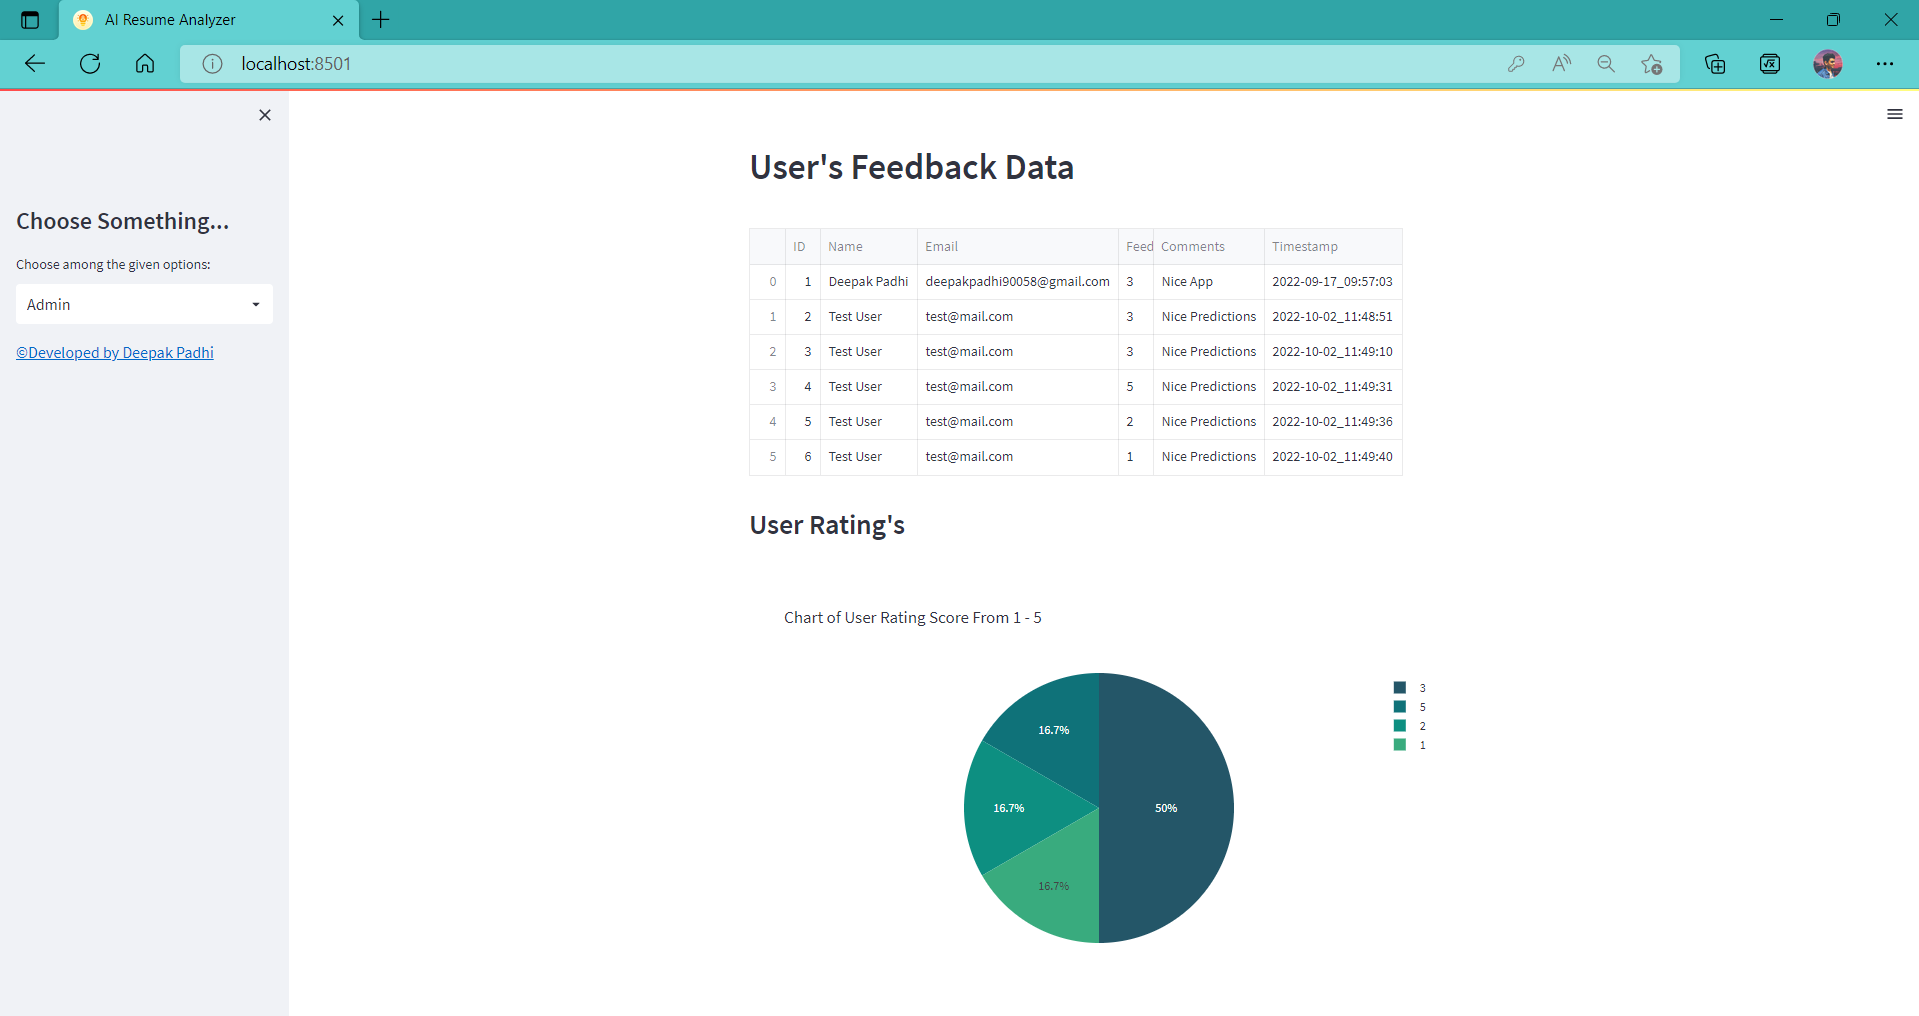 AI Resume Analyzer
localhost:8501
Choose Something...
Choose among the given options:
Admin
©Developed by Deepak Padhi
User's Feedback Data
ID Name Email Feed Comments Timestamp
0 1 Deepak Padhi deepakpadhi90058@gmail.com 3 Nice App 2022-09-17_09:57:03
1 2 Test User test@mail.com 3 Nice Predictions 2022-10-02_11:48:51
2 3 Test User test@mail.com 3 Nice Predictions 2022-10-02_11:49:10
3 4 Test User test@mail.com 5 Nice Predictions 2022-10-02_11:49:31
4 5 Test User test@mail.com 2 Nice Predictions 2022-10-02_11:49:36
5 6 Test User test@mail.com 1 Nice Predictions 2022-10-02_11:49:40
User Rating's
Chart of User Rating Score From 1 - 5
3
5
2
1
16.7%
16.7%
50%
16.7%